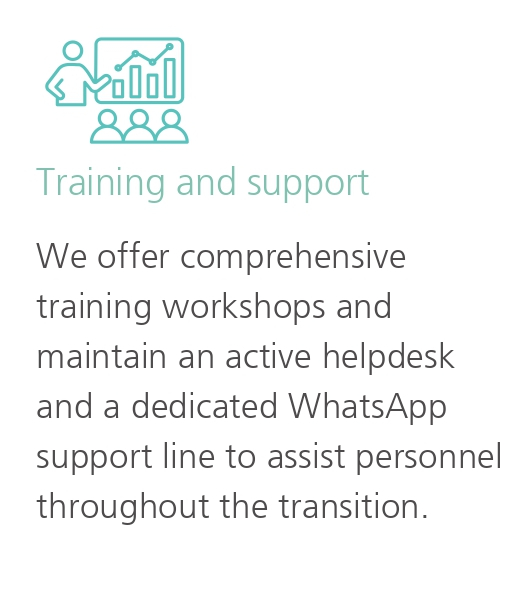 Training and support
We offer comprehensive
training workshops and
maintain an active helpdesk
and a dedicated WhatsApp
support line to assist personnel
throughout the transition.